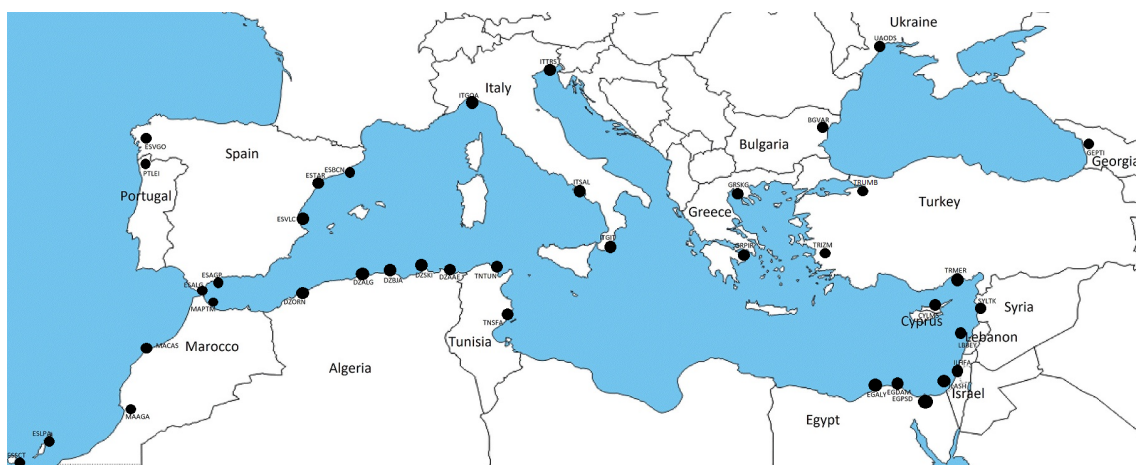 Ukraine
UAODS
ITTRS
Italy
ITGOA
BGVAR
Bulgaria
GEPTI
Georgia
ESVGO
Spain
PTLEI
ESBCN
ESTAR
Portugal
ITSAL
GRSKG
TRUMB
Turkey
Greece
ESVLC
ITGIT
GRPIR
TRIZM
ESAGP
ESALG
MAPTM
DZORN
DZALG
DZBJA
DZSKI
DZAAE
TNTUN
TRMER
SYLTK
Syria
Cyprus
TNSFA
Tunisia
LBBEY
Lebanon
MACAS
Marocco
Algeria
ILHFA
Israel
EGALY
EGDAM
EGPSD
Egypt
MAAGA
ESLPA